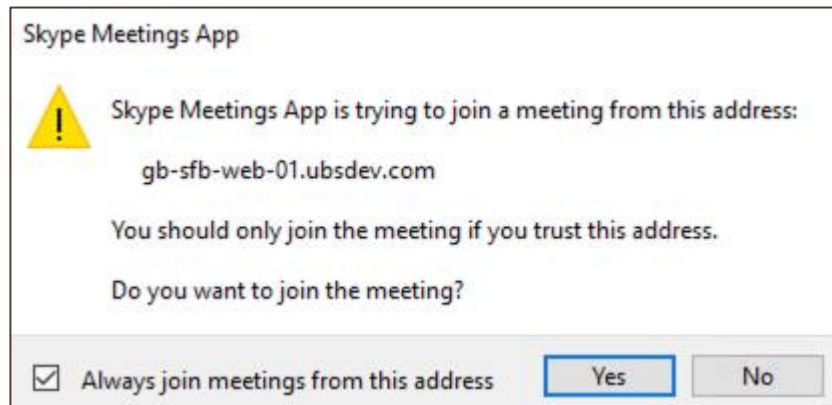 Skype Meetings App
Skype Meetings App is trying to join a meeting from this address:
gb-sfb-web-01.ubsdev.com
You should only join the meeting if you trust this address.
Do you want to join the meeting?
Always join meetings from this address
Yes
No